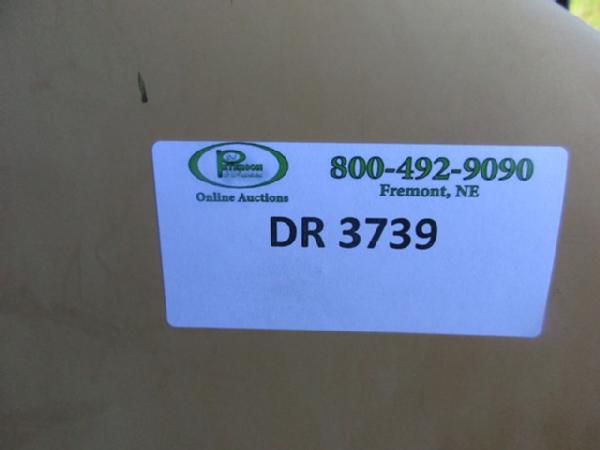 800-492-9090
Fremont, NE
Online Auctions
DR 3739